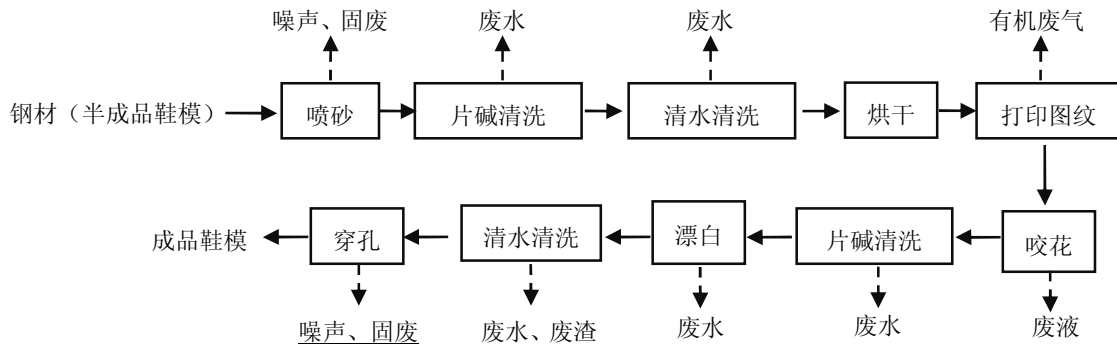 噪声、固废
废水
废水
有机废气
钢材（半成品鞋模）
喷砂
片碱清洗
清水清洗
烘干
打印图纹
成品鞋模
穿孔
清水清洗
漂白
片碱清洗
咬花
噪声、固废
废水、废渣
废水
废水
废液